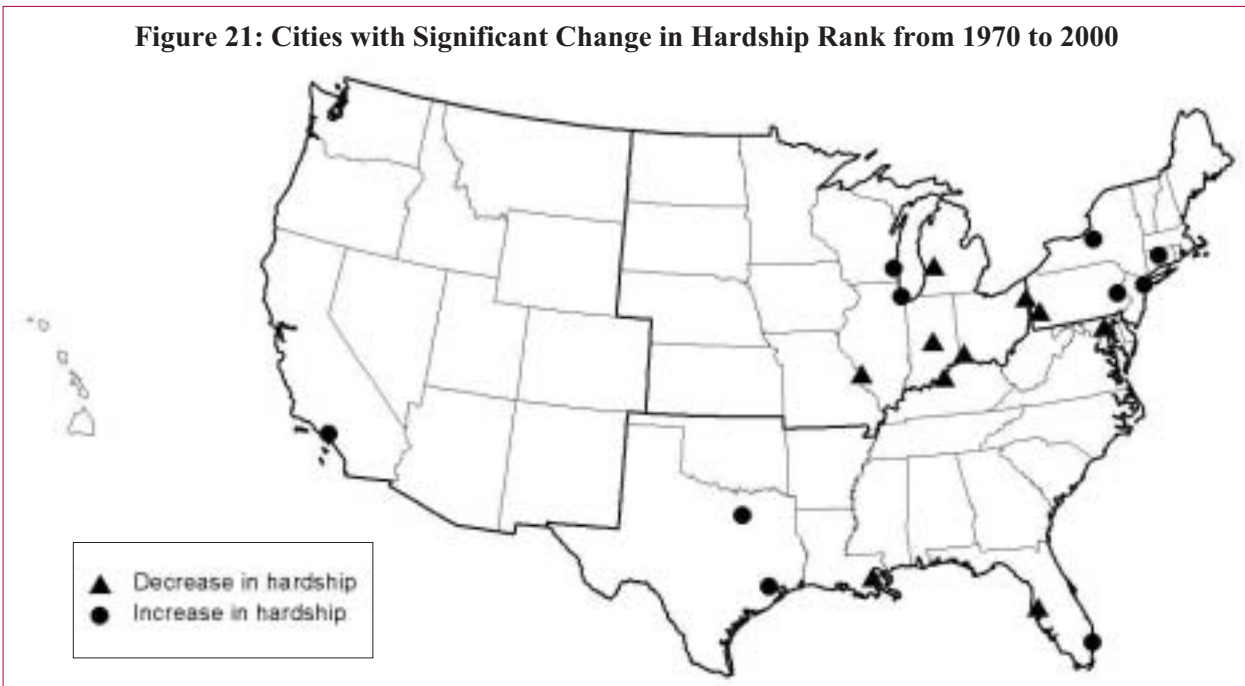 Figure 21: Cities with Significant Change in Hardship Rank from 1970 to 2000
Decrease in hardship
Increase in hardship